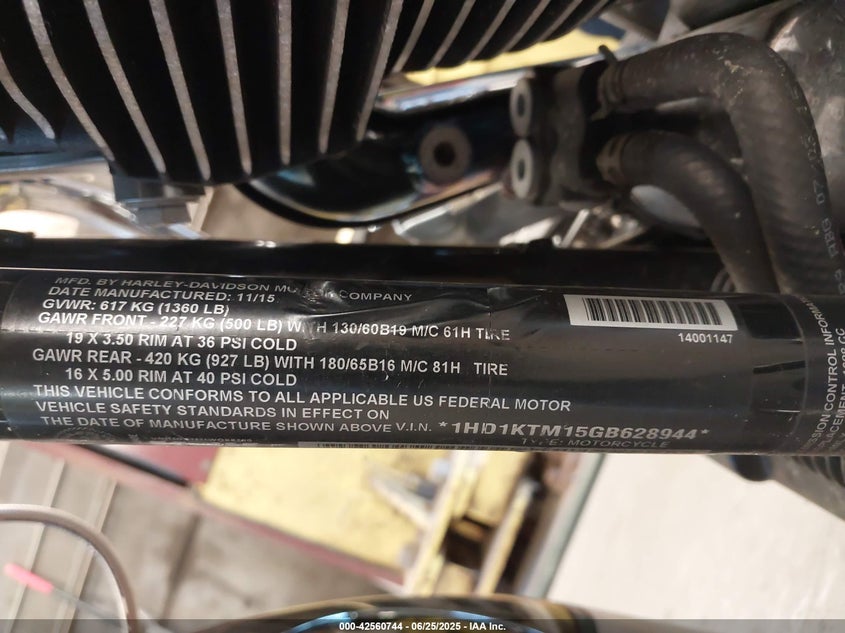 MFD. BY HARLEY-DAVIDSON MOTOR COMPANY
DATE MANUFACTURED: 11/15
GVWR: 617 KG (1360 LB)
GAWR FRONT - 227 KG (500 LB) WITH 130/60B19 M/C 61H TIRE
19 X 3.50 RIM AT 36 PSI COLD
GAWR REAR - 420 KG (927 LB) WITH 180/65B16 M/C 81H TIRE
16 X 5.00 RIM AT 40 PSI COLD
THIS VEHICLE CONFORMS TO ALL APPLICABLE US FEDERAL MOTOR
VEHICLE SAFETY STANDARDS IN EFFECT ON
THE DATE OF MANUFACTURE SHOWN ABOVE V.I.N. *1HD1KTM15GB628944*
TYPE: MOTORCYCLE
14001147
CONTROL INFORMA
000-42560744 - 06/25/2025 - IAA Inc.